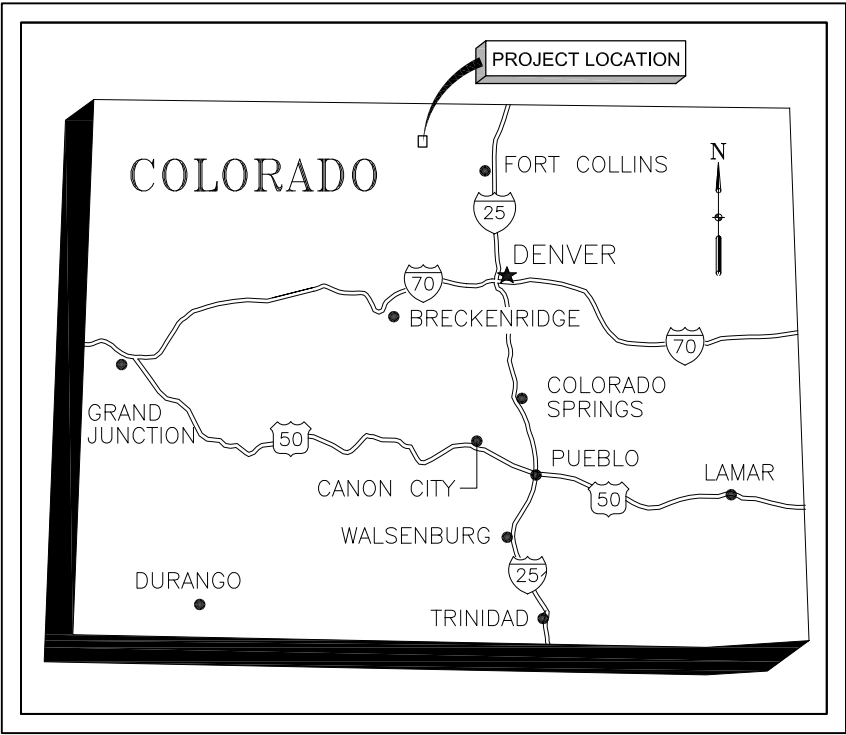 PROJECT LOCATION
COLORADO
N
FORT COLLINS
25
DENVER
70
BRECKENRIDGE
70
COLORADO
SPRINGS
GRAND
JUNCTION
50
PUEBLO
LAMAR
CANON CITY
50
WALSENBURG
25
DURANGO
TRINIDAD